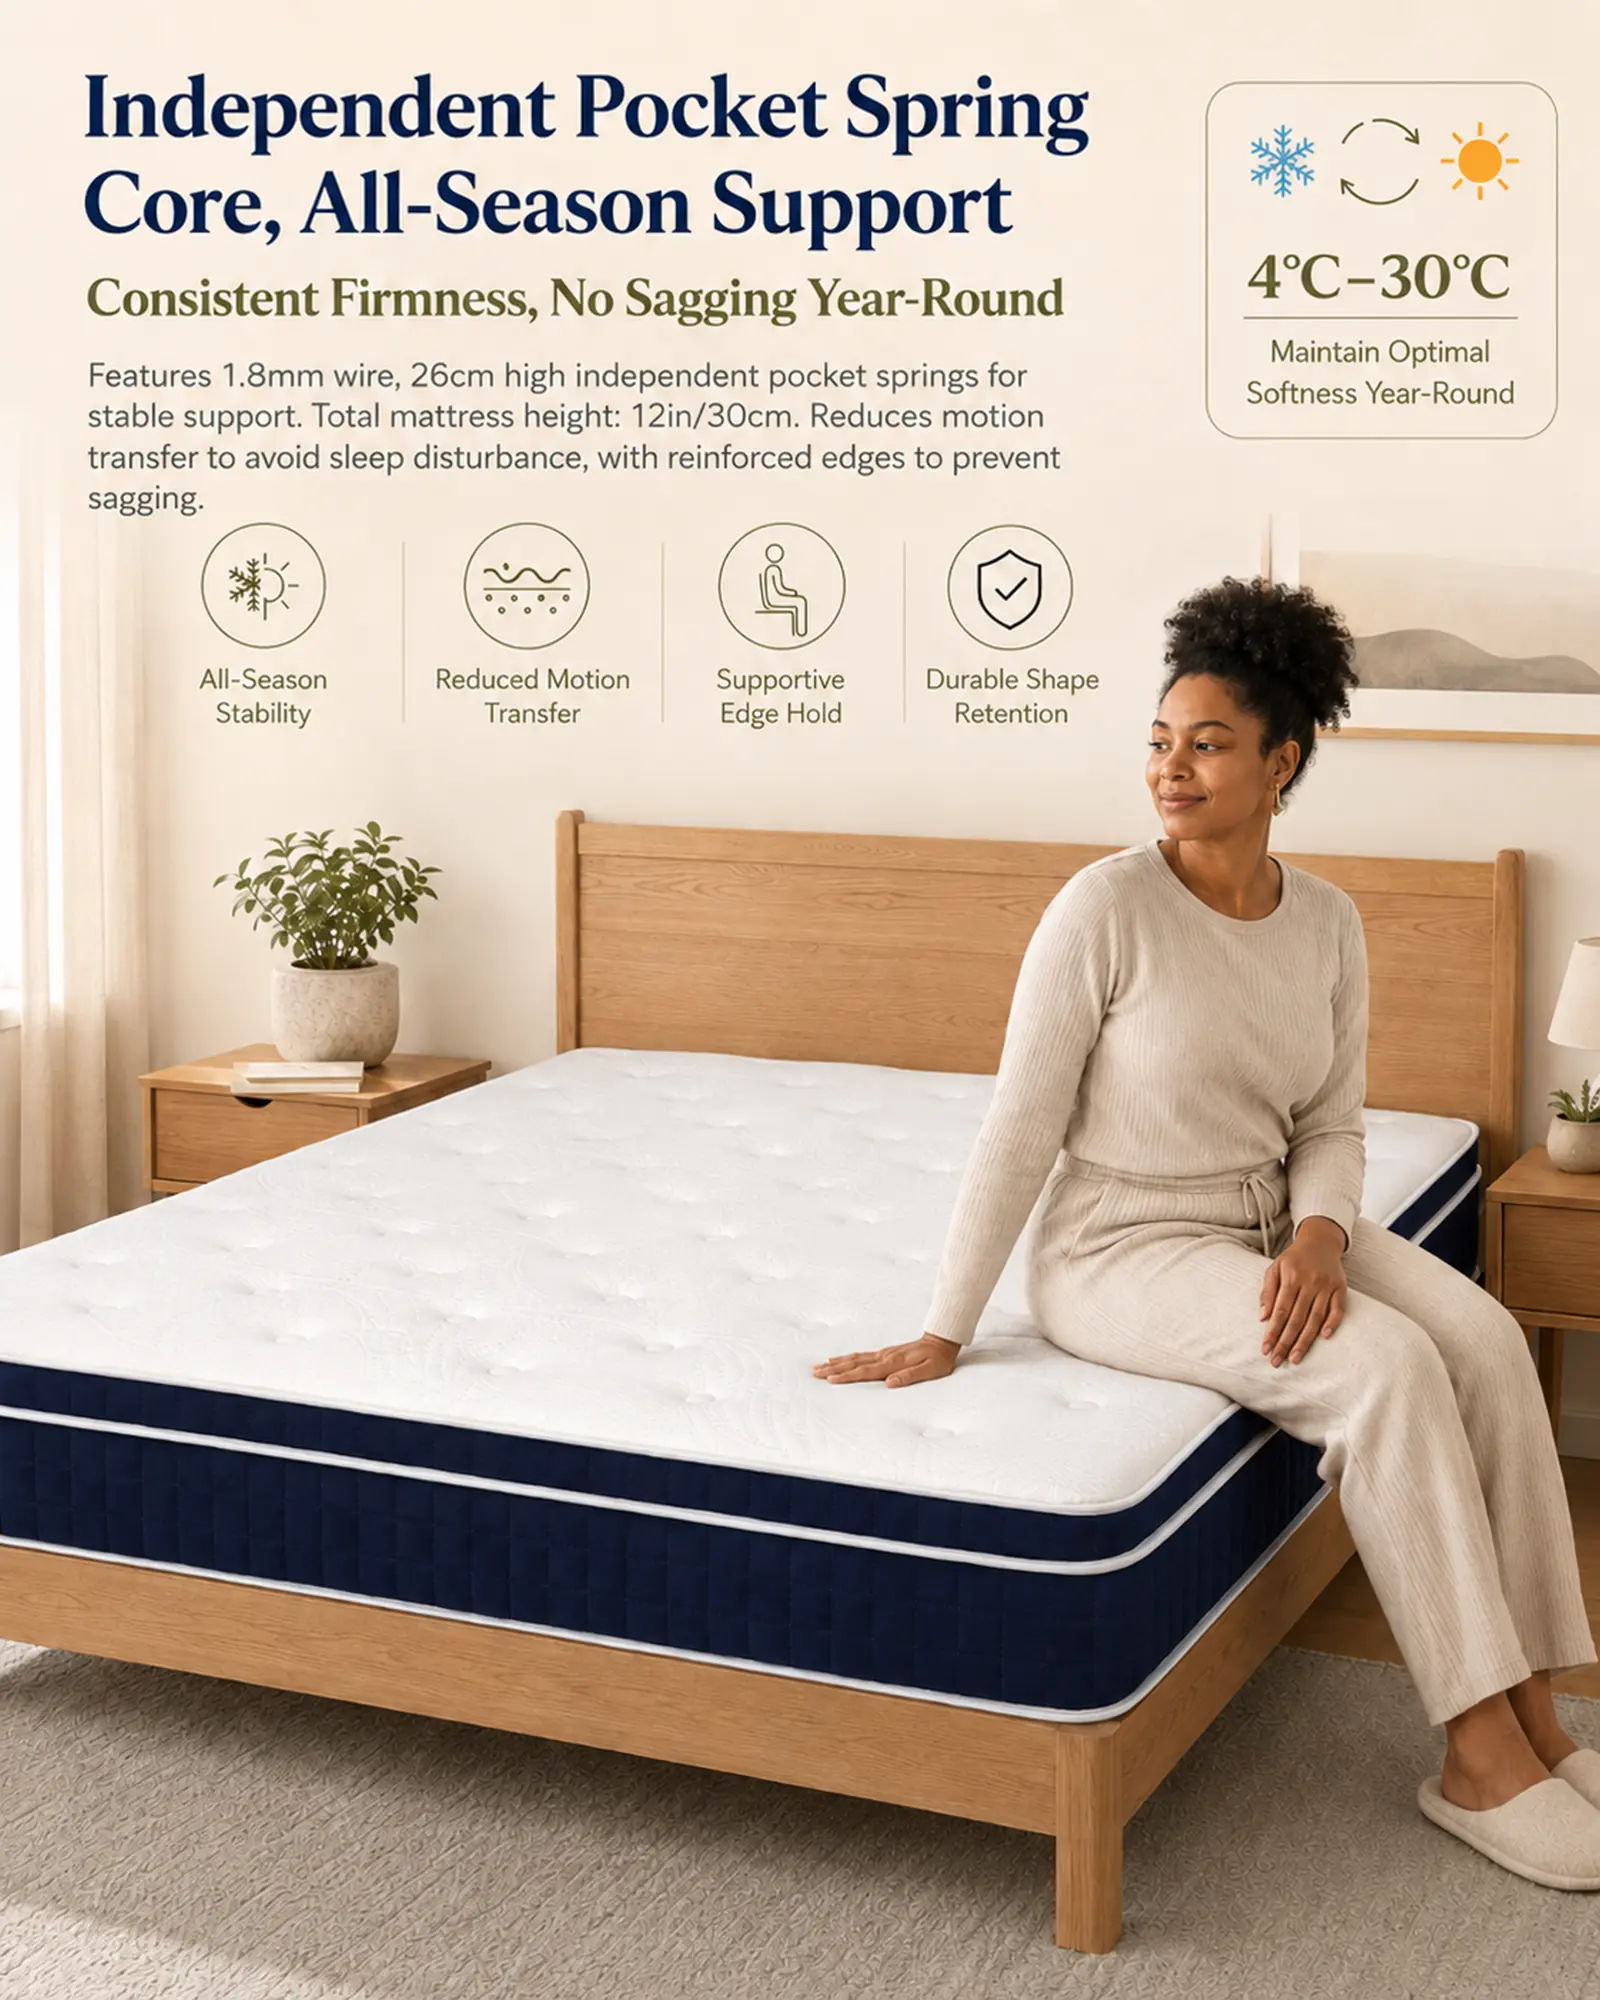 Independent Pocket Spring
Core, All-Season Support
Consistent Firmness, No Sagging Year-Round
Features 1.8mm wire, 26cm high independent pocket springs for
stable support. Total mattress height: 12in/30cm. Reduces motion
transfer to avoid sleep disturbance, with reinforced edges to prevent
sagging.
4°C–30°C
Maintain Optimal
Softness Year-Round
All-Season
Stability
Reduced Motion
Transfer
Supportive
Edge Hold
Durable Shape
Retention